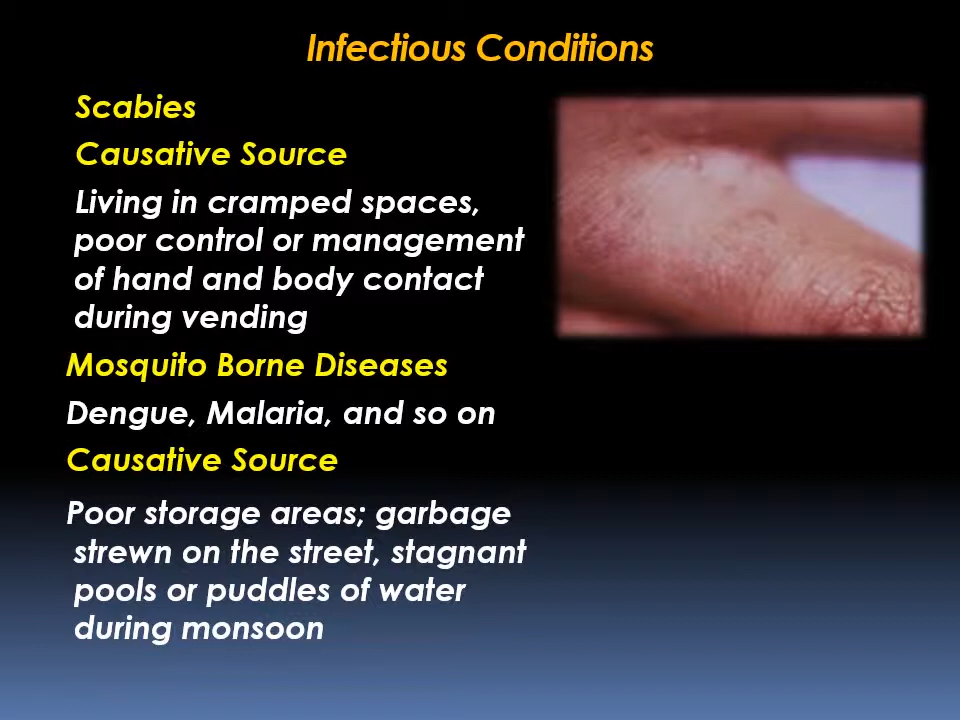 Infectious Conditions
Scabies
Causative Source
Living in cramped spaces,
poor control or management
of hand and body contact
during vending
Mosquito Borne Diseases
Dengue, Malaria, and so on
Causative Source
Poor storage areas; garbage
strewn on the street, stagnant
pools or puddles of water
during monsoon